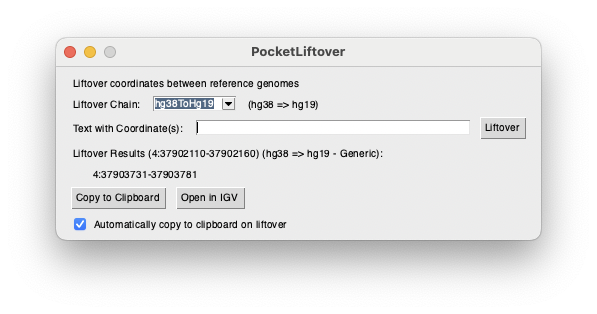 PocketLiftover
Liftover coordinates between reference genomes
Liftover Chain: hg38ToHg19 (hg38 => hg19)
Text with Coordinate(s): Liftover
Liftover Results (4:37902110-37902160) (hg38 => hg19 - Generic):
4:37903731-37903781
Copy to Clipboard Open in IGV
Automatically copy to clipboard on liftover